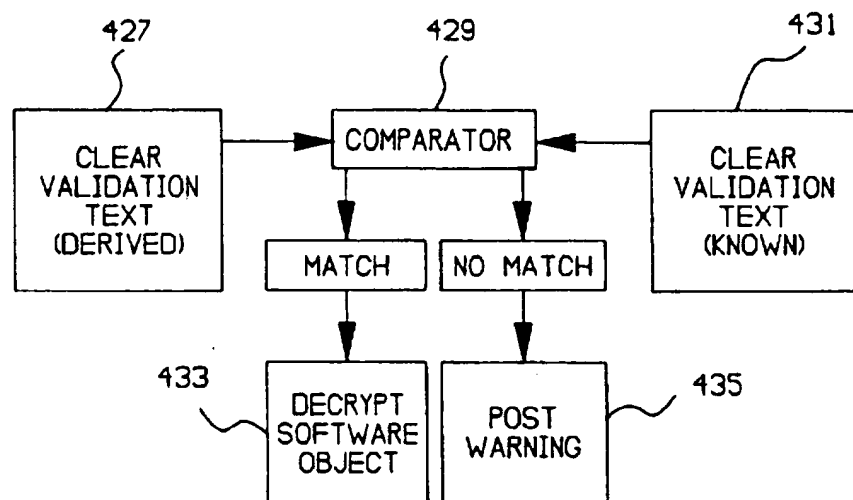 427
429
431
CLEAR
VALIDATION
TEXT
(DERIVED)
COMPARATOR
CLEAR
VALIDATION
TEXT
(KNOWN)
MATCH
NO MATCH
433
DECRYPT
SOFTWARE
OBJECT
POST
WARNING
435